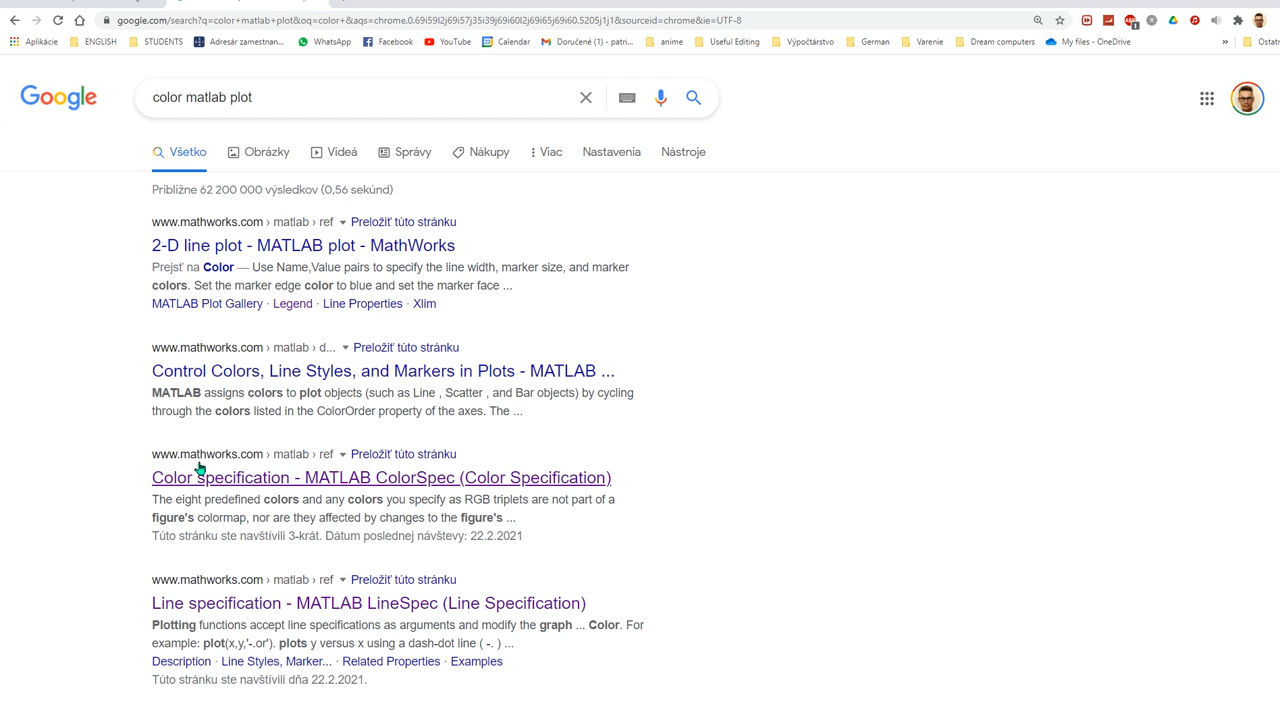 google.com/search?q=color+matlab+plot&oq=color+&aqs=chrome.0.69i59l2j69i57j35i39j69i60l2j69i65j69i60.5205j1j1&sourceid=chrome&ie=UTF-8
Aplikácie ENGLISH STUDENTS Adresár zamestnan... WhatsApp Facebook YouTube Calendar Doručené (1) - patri... anime Useful Editing Výpočtárstvo German Varenie Dream computers My files - OneDrive » Ostatn
Google color matlab plot
Všetko Obrázky Videá Správy Nákupy Viac Nastavenia Nástroje
Približne 62 200 000 výsledkov (0,56 sekúnd)
www.mathworks.com › matlab › ref Preložiť túto stránku
2-D line plot - MATLAB plot - MathWorks
Prejsť na Color — Use Name,Value pairs to specify the line width, marker size, and marker
colors. Set the marker edge color to blue and set the marker face ...
MATLAB Plot Gallery · Legend · Line Properties · Xlim
www.mathworks.com › matlab › d... Preložiť túto stránku
Control Colors, Line Styles, and Markers in Plots - MATLAB ...
MATLAB assigns colors to plot objects (such as Line , Scatter , and Bar objects) by cycling
through the colors listed in the ColorOrder property of the axes. The ...
www.mathworks.com › matlab › ref Preložiť túto stránku
Color specification - MATLAB ColorSpec (Color Specification)
The eight predefined colors and any colors you specify as RGB triplets are not part of a
figure's colormap, nor are they affected by changes to the figure's ...
Túto stránku ste navštívili 3-krát. Dátum poslednej návštevy: 22.2.2021
www.mathworks.com › matlab › ref Preložiť túto stránku
Line specification - MATLAB LineSpec (Line Specification)
Plotting functions accept line specifications as arguments and modify the graph ... Color. For
example: plot(x,y,'-.or'). plots y versus x using a dash-dot line ( -. ) ...
Description · Line Styles, Marker... · Related Properties · Examples
Túto stránku ste navštívili dňa 22.2.2021.